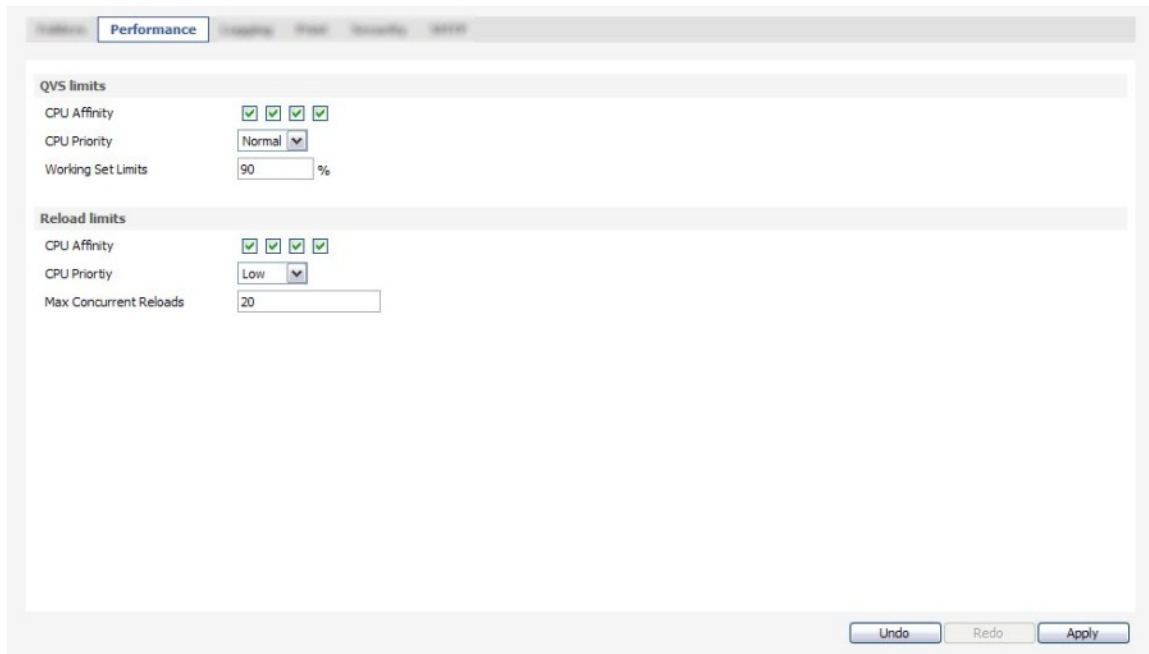 Performance
QVS limits
CPU Affinity
CPU Priority Normal
Working Set Limits 90 %
Reload limits
CPU Affinity
CPU Priortiy Low
Max Concurrent Reloads 20
Undo Redo Apply